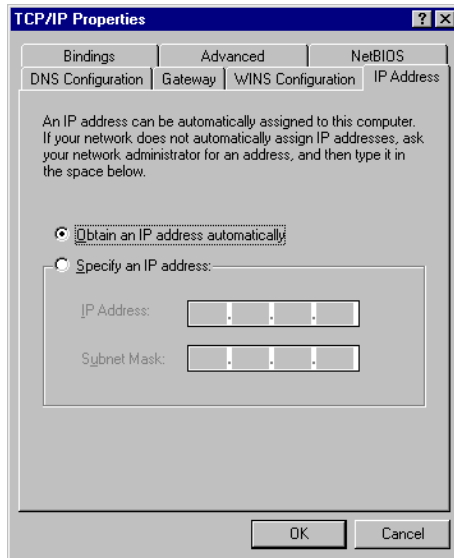 TCP/IP Properties
Bindings Advanced NetBIOS
DNS Configuration Gateway WINS Configuration IP Address
An IP address can be automatically assigned to this computer.
If your network does not automatically assign IP addresses, ask
your network administrator for an address, and then type it in
the space below.
Obtain an IP address automatically
Specify an IP address:
IP Address:
Subnet Mask:
OK Cancel